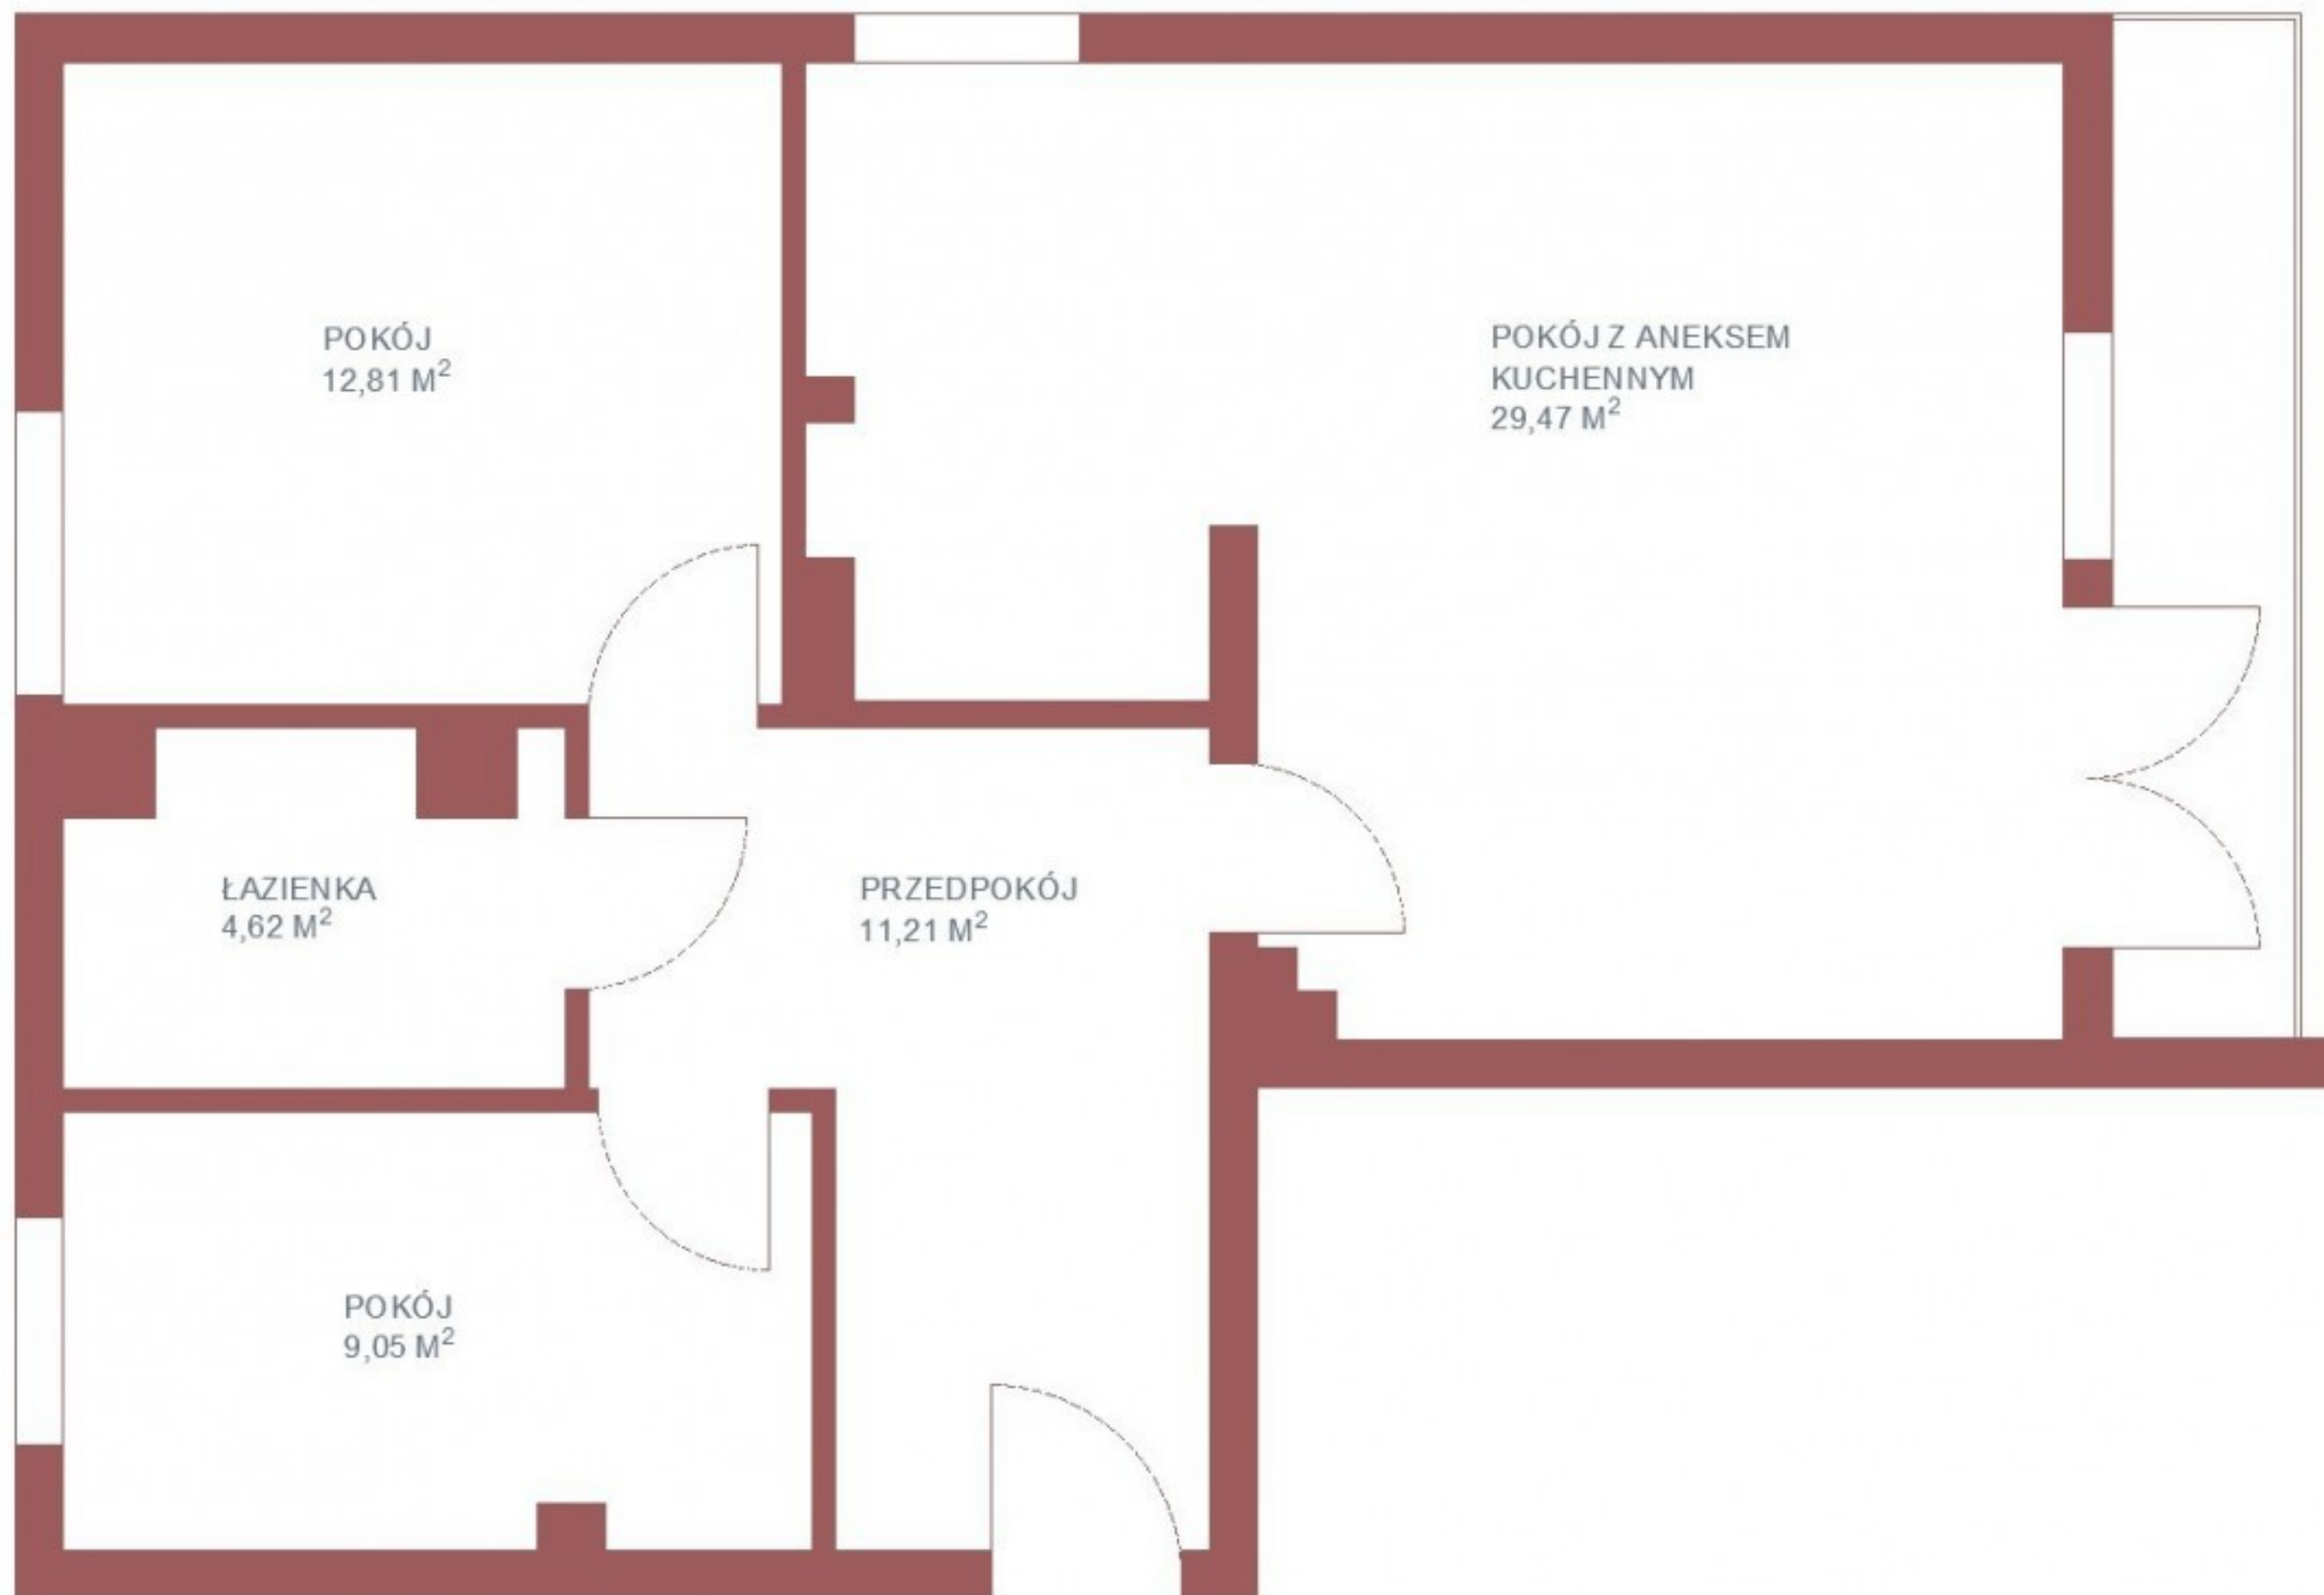 POKÓJ
12,81 M²
POKÓJ Z ANEKSEM
KUCHENNYM
29,47 M²
ŁAZIENKA
4,62 M²
PRZEDPOKÓJ
11,21 M²
POKÓJ
9,05 M²